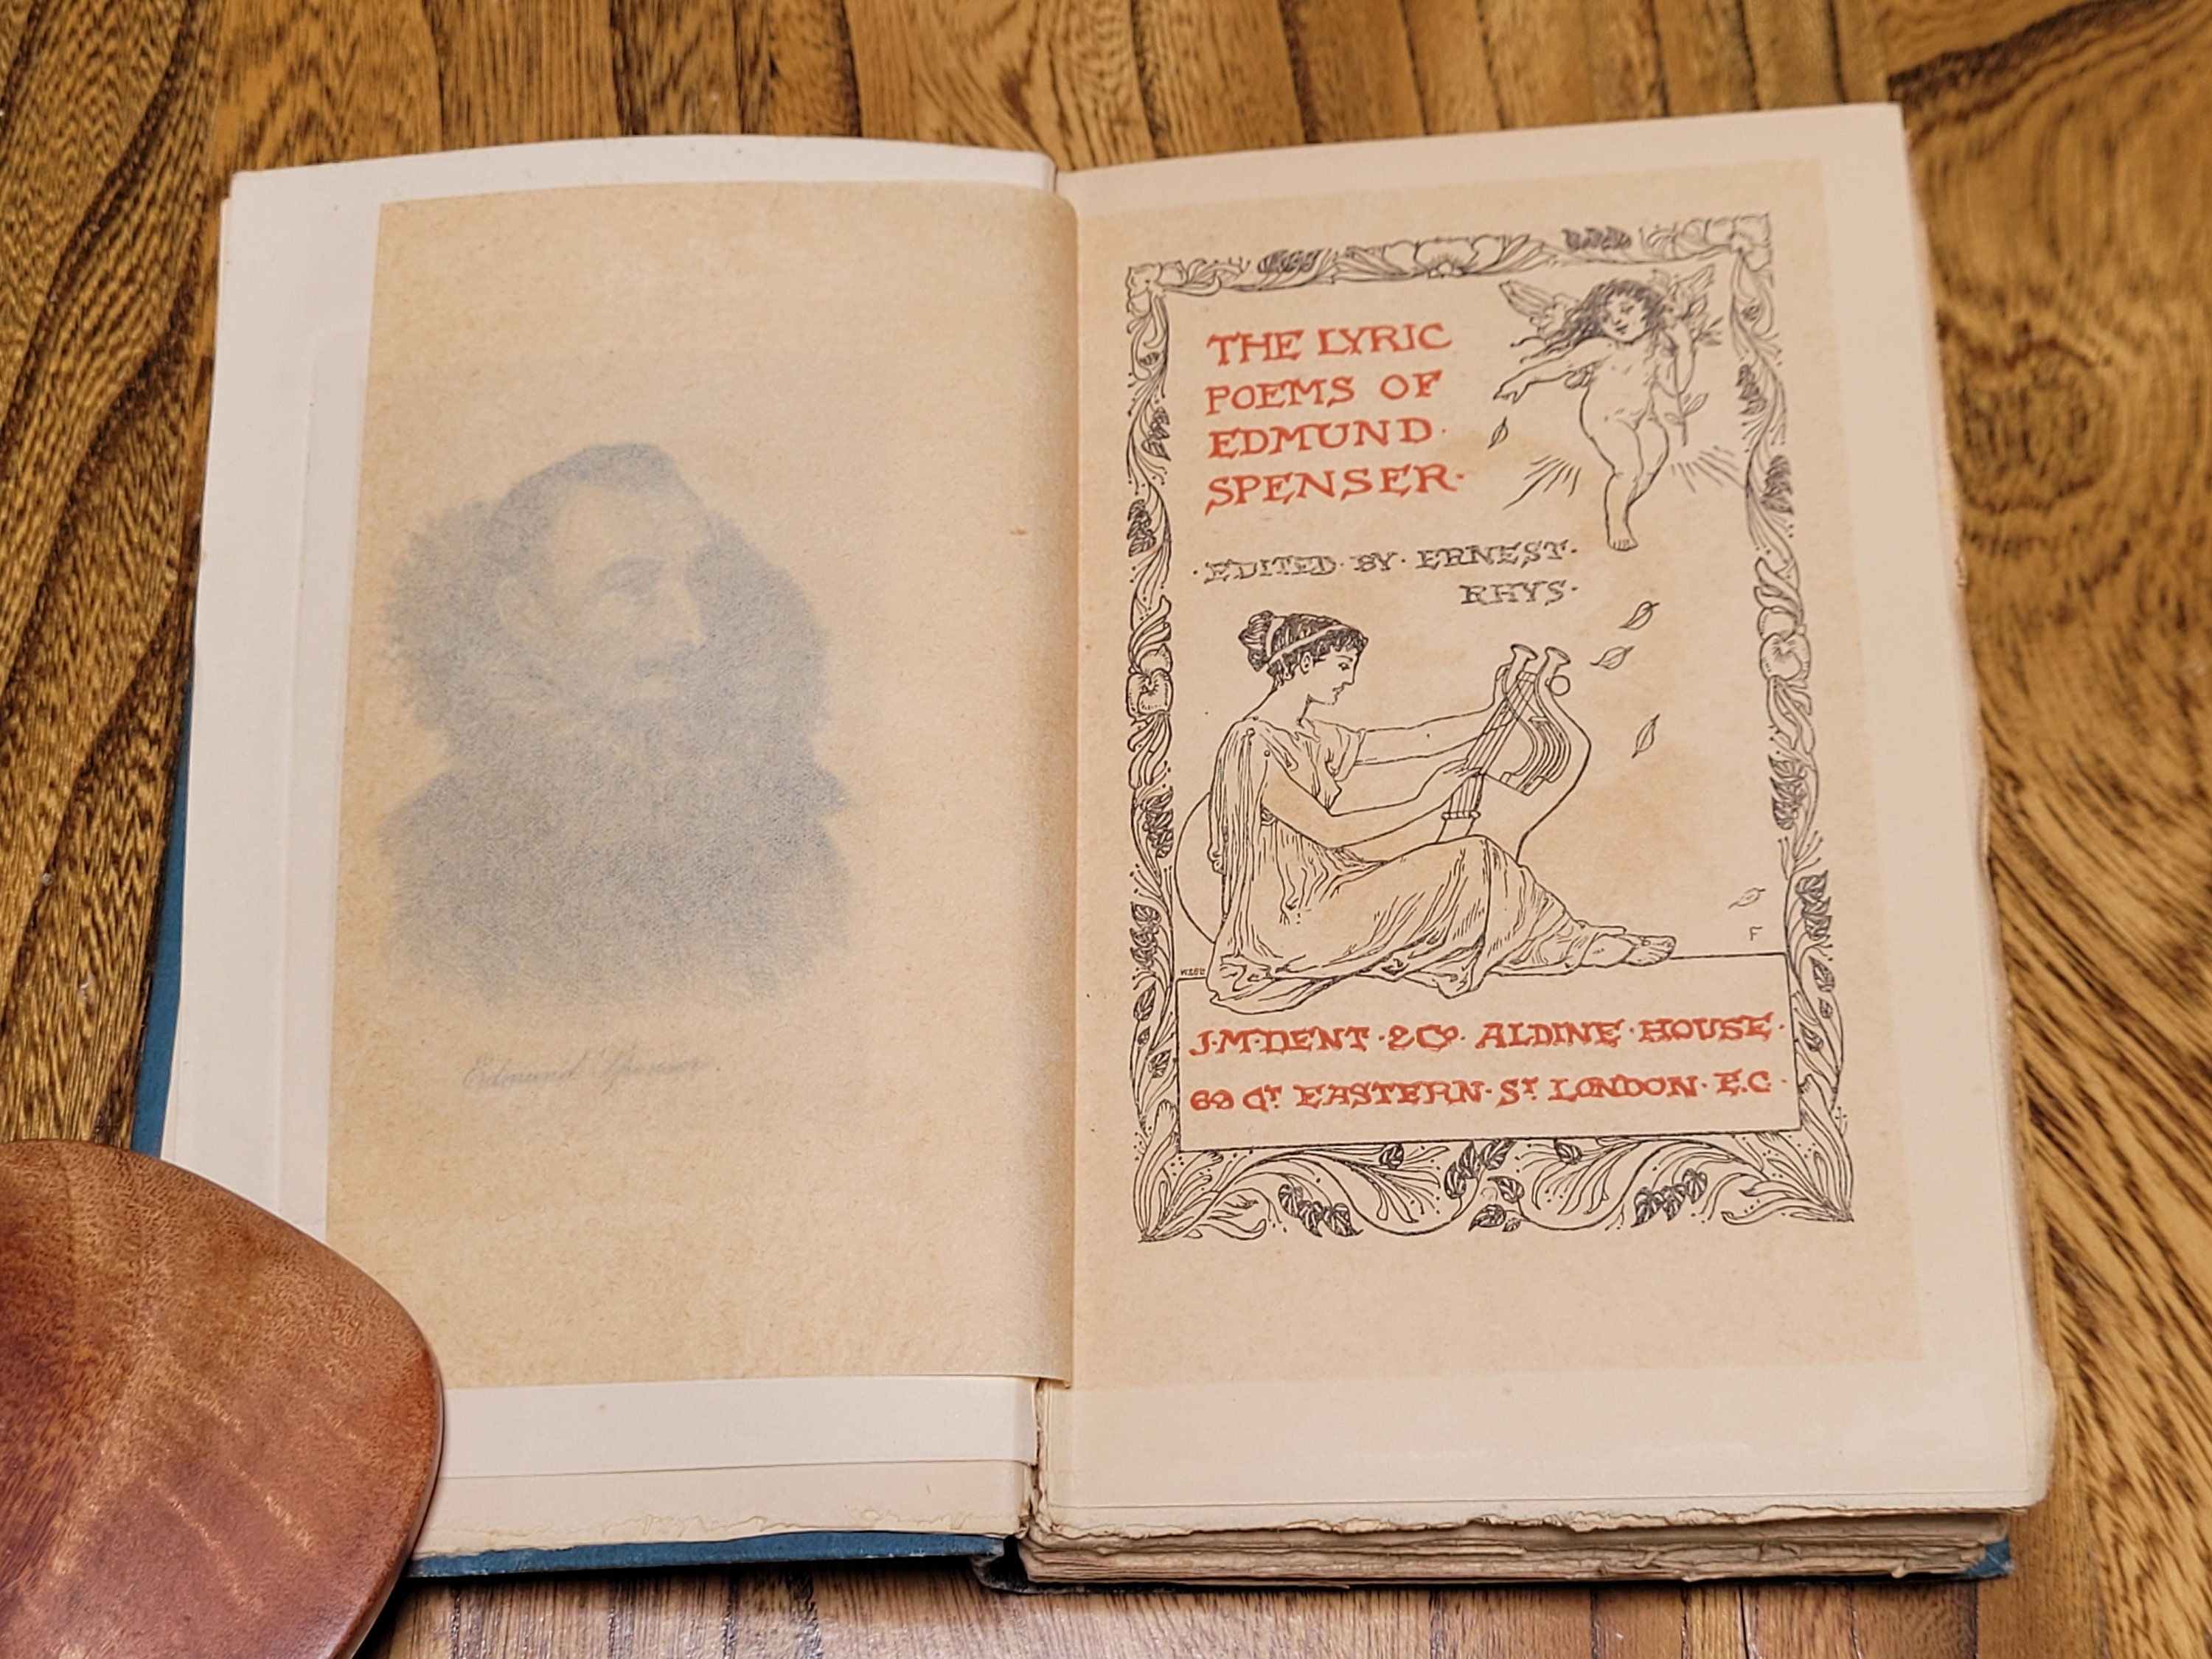 Edmund Spenser.
THE LYRIC
POEMS OF
EDMUND·
SPENSER·
·EDITED·BY·ERNEST·
RHYS·
F
J·M·DENT·&CO· ALDINE·HOUSE·
69 GT EASTERN·ST LONDON·E.C·